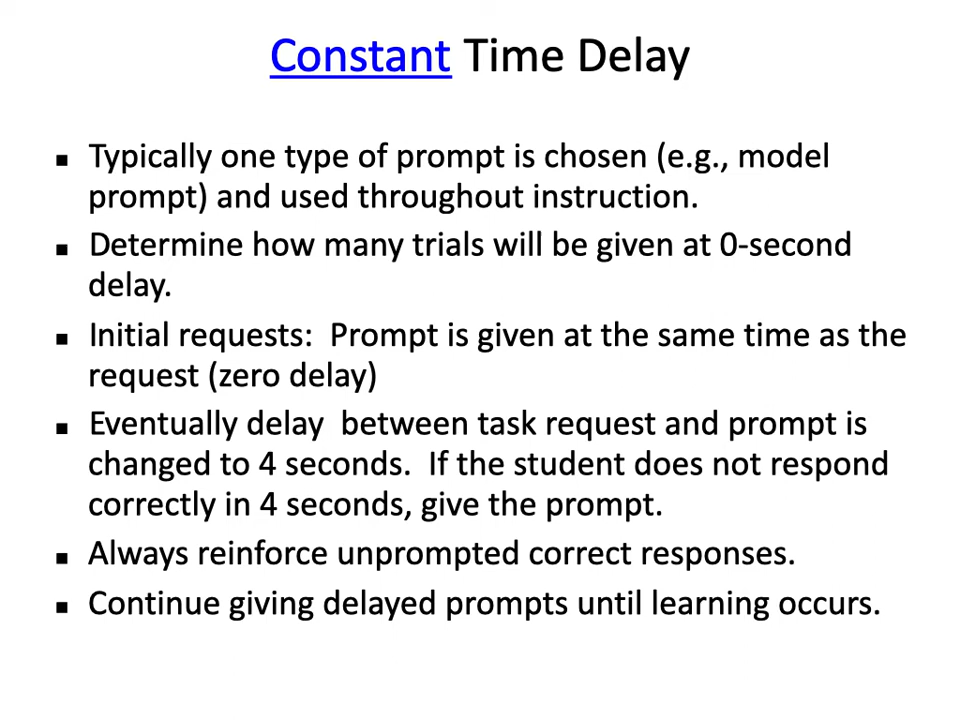 Constant Time Delay
▪ Typically one type of prompt is chosen (e.g., model
prompt) and used throughout instruction.
▪ Determine how many trials will be given at 0-second
delay.
▪ Initial requests:  Prompt is given at the same time as the
request (zero delay)
▪ Eventually delay  between task request and prompt is
changed to 4 seconds.  If the student does not respond
correctly in 4 seconds, give the prompt.
▪ Always reinforce unprompted correct responses.
▪ Continue giving delayed prompts until learning occurs.